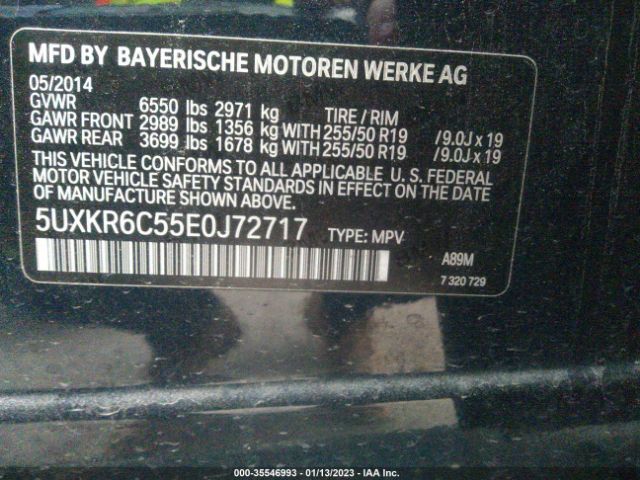 MFD BY BAYERISCHE MOTOREN WERKE AG
05/2014
GVWR 6550 lbs 2971 kg TIRE / RIM
GAWR FRONT 2989 lbs 1356 kg WITH 255/50 R19 /9.0J x 19
GAWR REAR 3699 lbs 1678 kg WITH 255/50 R19 /9.0J x 19
THIS VEHICLE CONFORMS TO ALL APPLICABLE U. S. FEDERAL
MOTOR VEHICLE SAFETY STANDARDS IN EFFECT ON THE DATE
OF MANUFACTURE SHOWN ABOVE.
5UXKR6C55E0J72717 TYPE: MPV
A89M
7 320 729
000-35546993 - 01/13/2023 - IAA Inc.